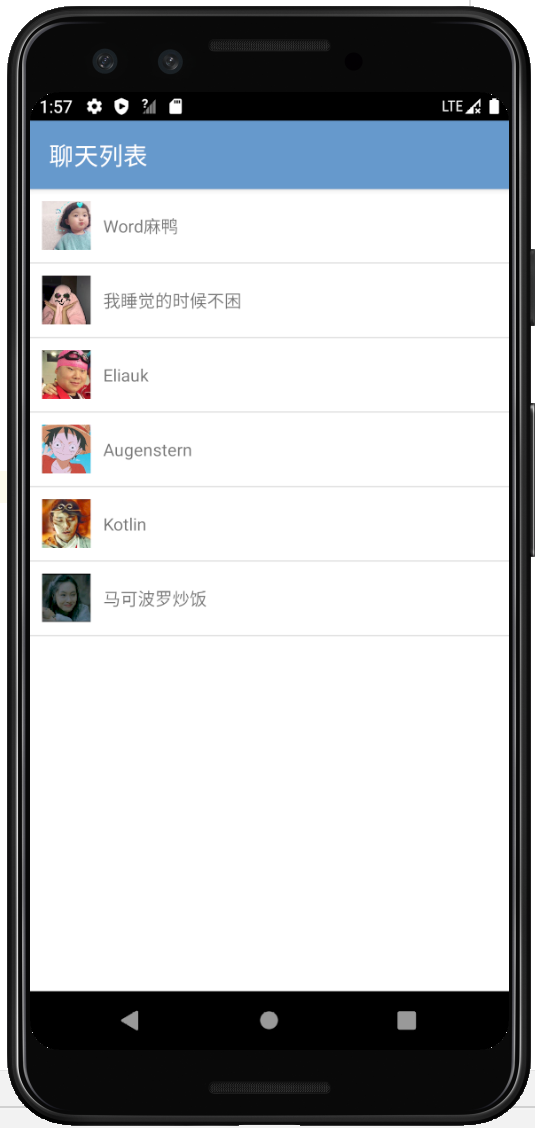 1:57 ? LTE
聊天列表
Word麻鸭
我睡觉的时候不困
Eliauk
Augenstern
Kotlin
马可波罗炒饭